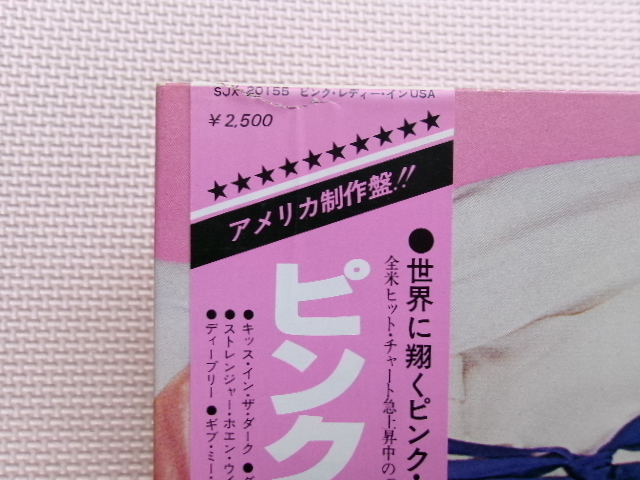 SJX-20155 ピンク・レディー・イン USA
￥2,500
★★★★★★★★★★
アメリカ制作盤!!
●世界に翔くピンク・
全米ヒット・チャート急上昇中の
ピンク
●キッス・イン・ザ・ダーク●
●ストレンジャー・ホエン・ウイ
●ディープリー●ギブ・ミー・